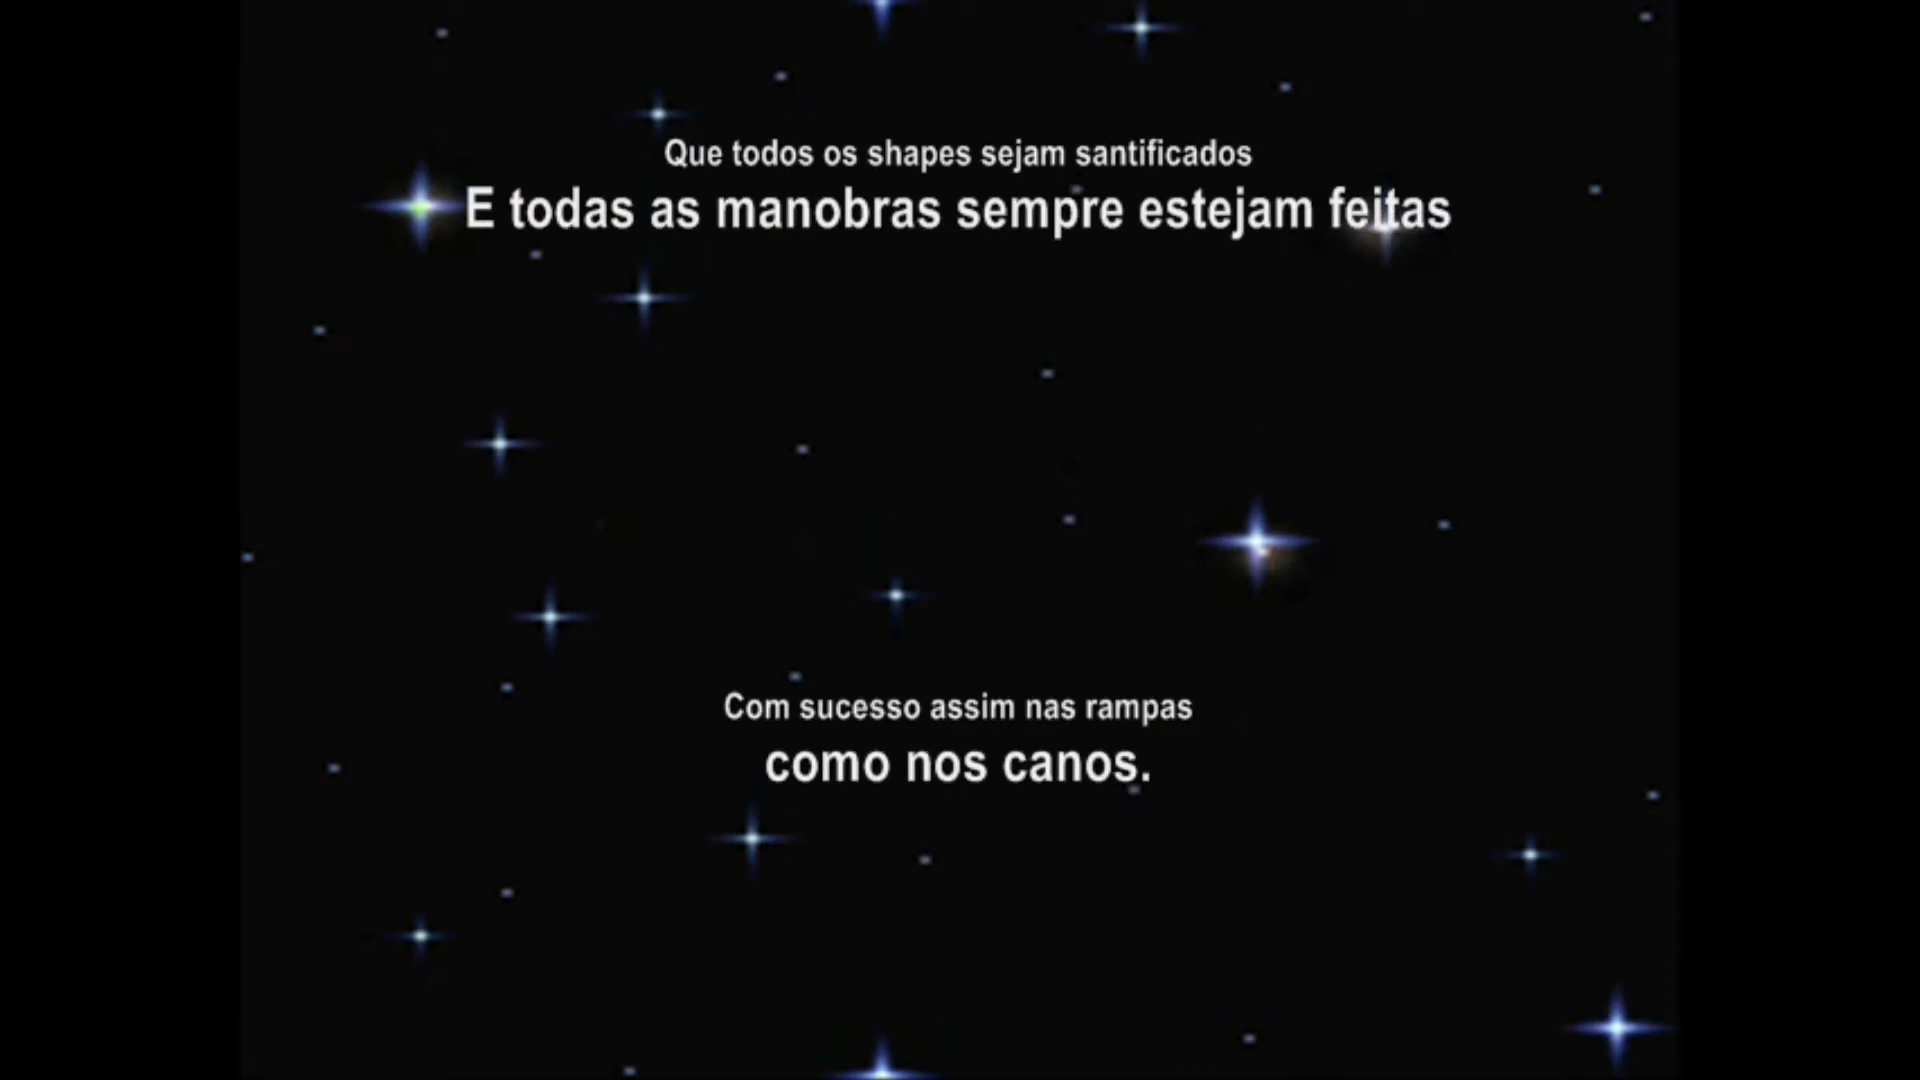 Que todos os shapes sejam santificados
E todas as manobras sempre estejam feitas
Com sucesso assim nas rampas
como nos canos.